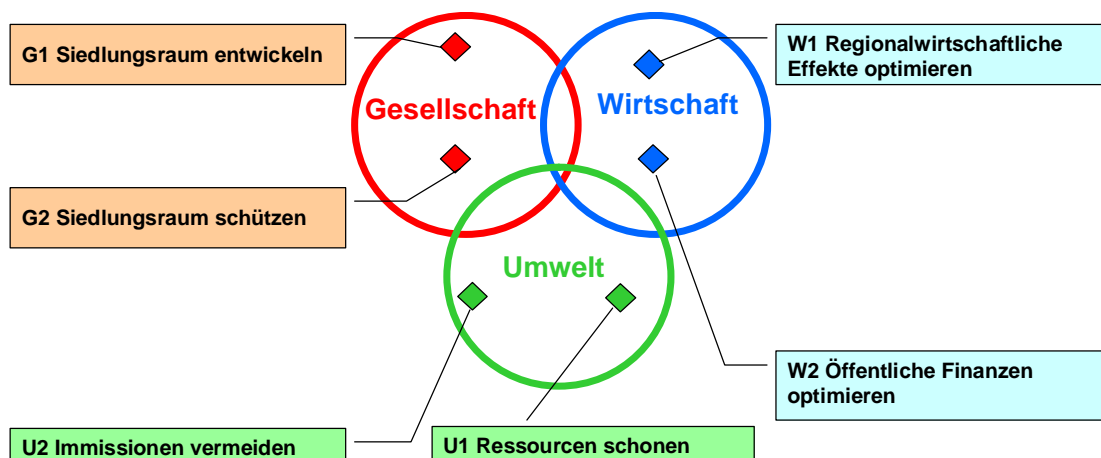 G1 Siedlungsraum entwickeln
W1 Regionalwirtschaftliche
Effekte optimieren
Gesellschaft
Wirtschaft
G2 Siedlungsraum schützen
Umwelt
W2 Öffentliche Finanzen
optimieren
U2 Immissionen vermeiden
U1 Ressourcen schonen